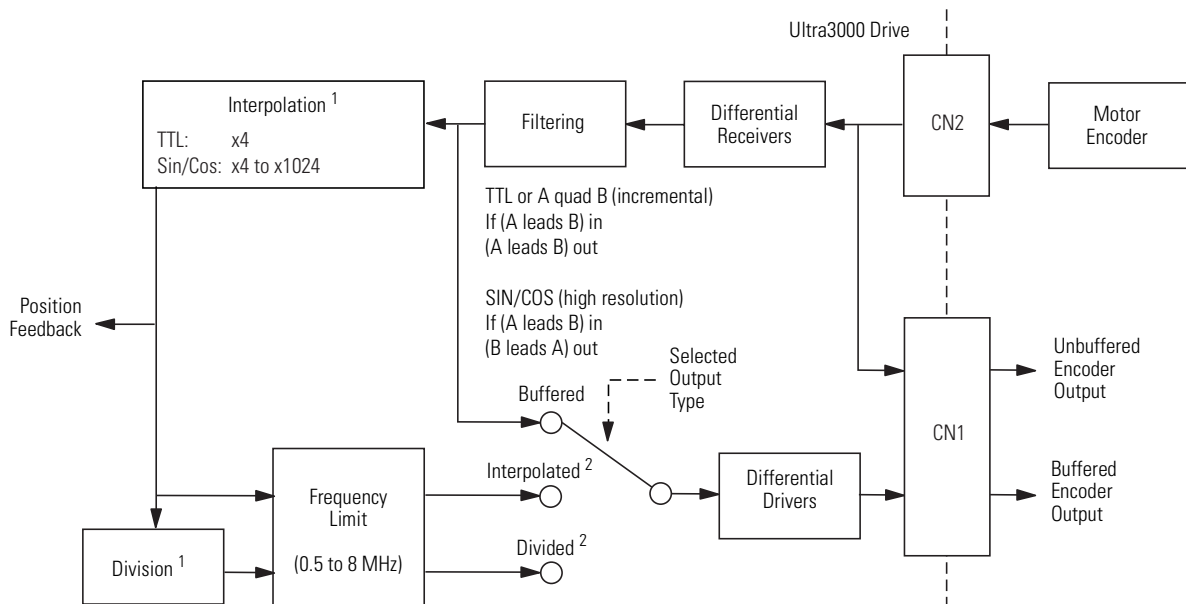 Ultra3000 Drive
Interpolation 1
TTL: x4
Sin/Cos: x4 to x1024
Filtering
Differential
Receivers
CN2
Motor
Encoder
TTL or A quad B (incremental)
If (A leads B) in
(A leads B) out
SIN/COS (high resolution)
If (A leads B) in
(B leads A) out
Position
Feedback
Selected
Output
Type
Unbuffered
Encoder
Output
Buffered
CN1
Interpolated 2
Frequency
Limit
(0.5 to 8 MHz)
Differential
Drivers
Buffered
Encoder
Output
Divided 2
Division 1